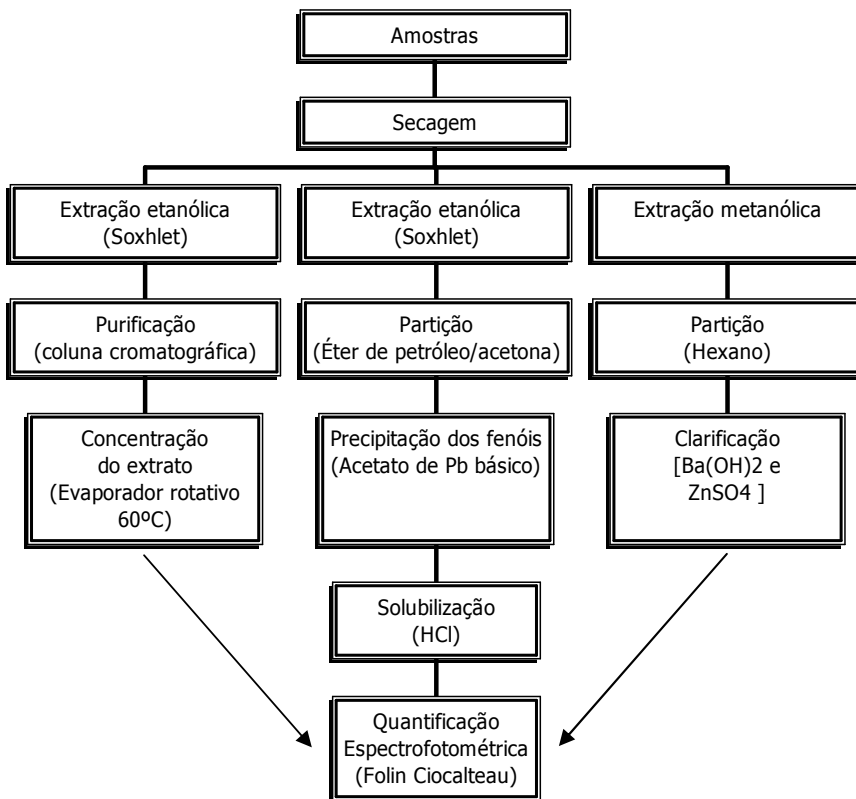 Amostras
Secagem
Extração etanólica
(Soxhlet)
Extração etanólica
(Soxhlet)
Extração metanólica
Purificação
(coluna cromatográfica)
Partição
(Éter de petróleo/acetona)
Partição
(Hexano)
Concentração
do extrato
(Evaporador rotativo
60ºC)
Precipitação dos fenóis
(Acetato de Pb básico)
Clarificação
[Ba(OH)2 e
ZnSO4 ]
Solubilização
(HCl)
Quantificação
Espectrofotométrica
(Folin Ciocalteau)